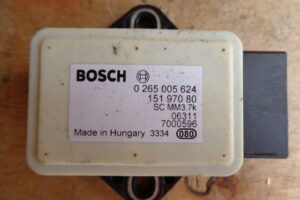 BOSCH
0 265 005 624
151 970 80
SC MM3.7k
06311
7000596
Made in Hungary 3334 080